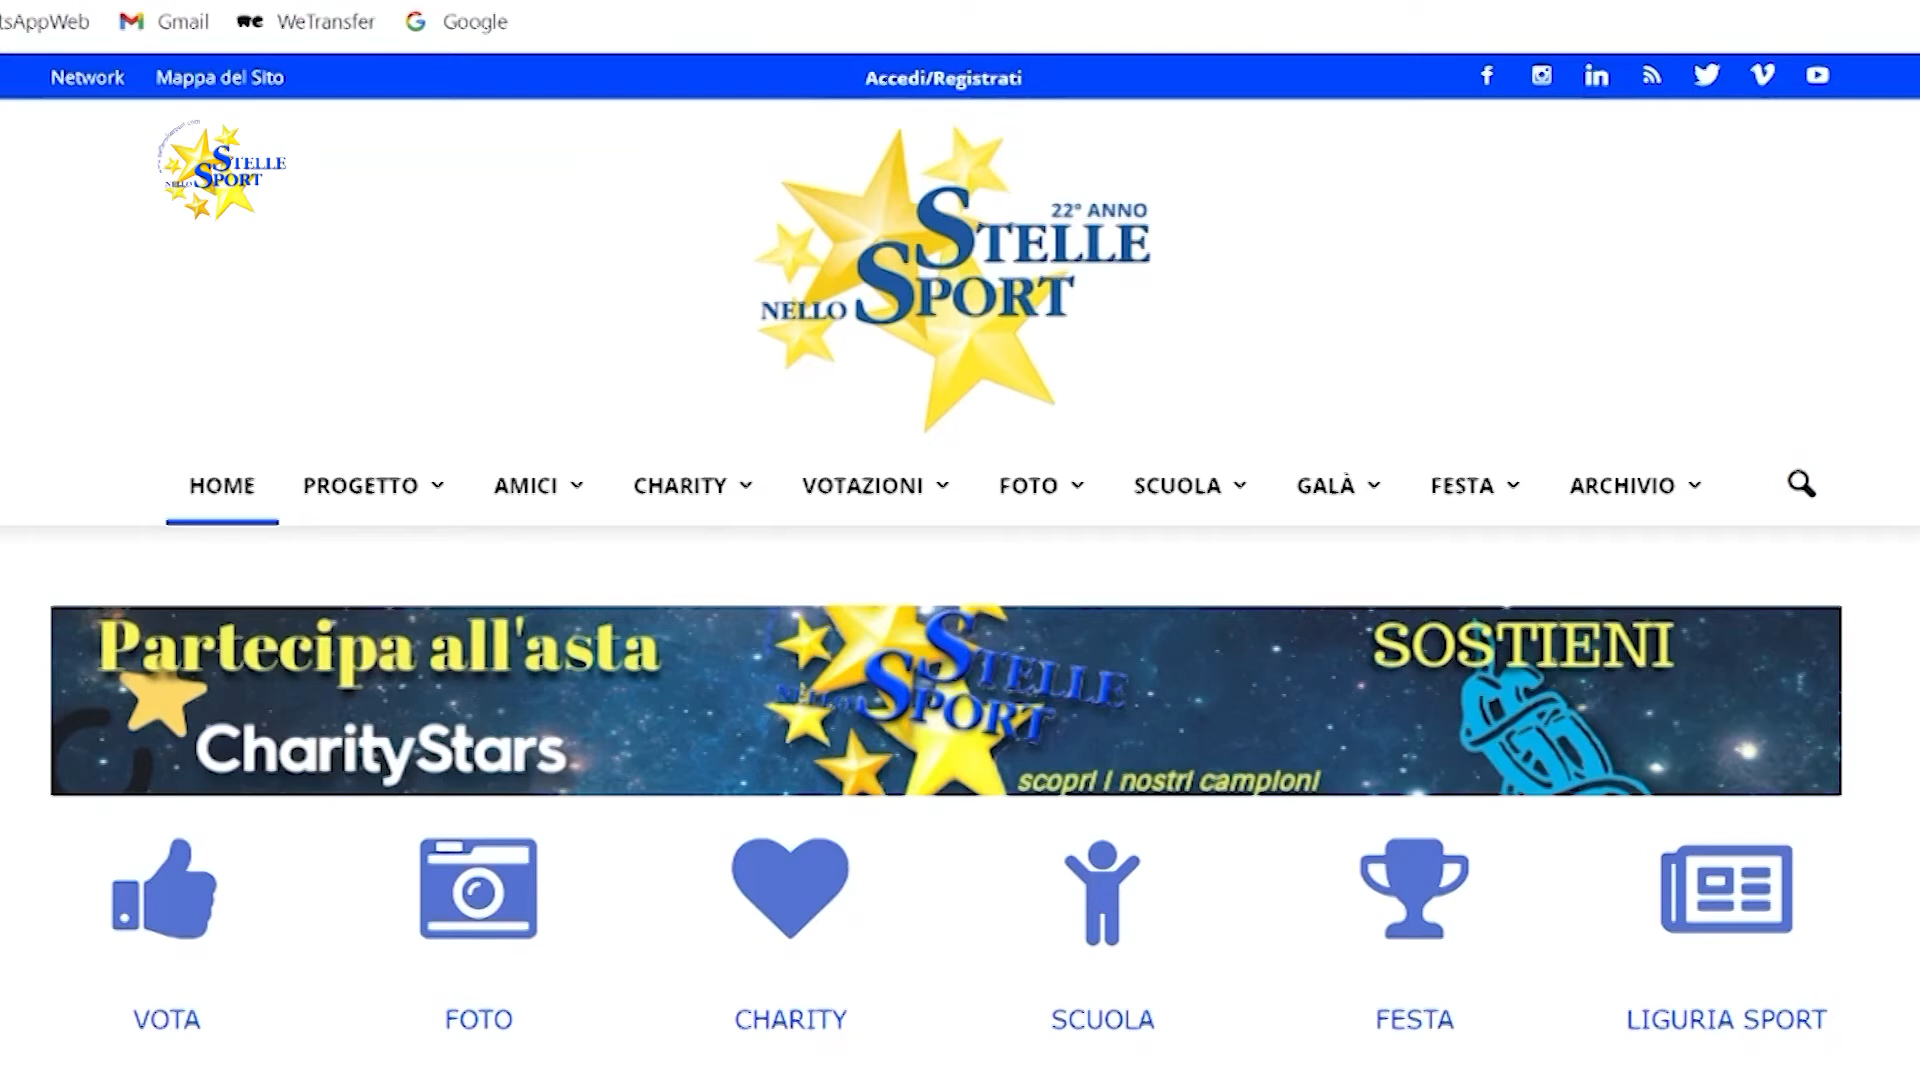 tsAppWeb Gmail WeTransfer Google
Network Mappa del Sito Accedi/Registrati
STELLE
NELLO SPORT
22° ANNO
STELLE
NELLO SPORT
HOME PROGETTO AMICI CHARITY VOTAZIONI FOTO SCUOLA GALÀ FESTA ARCHIVIO
Partecipa all'asta
CharityStars
STELLE
NELLO SPORT
scopri i nostri campioni
SOSTIENI
VOTA FOTO CHARITY SCUOLA FESTA LIGURIA SPORT